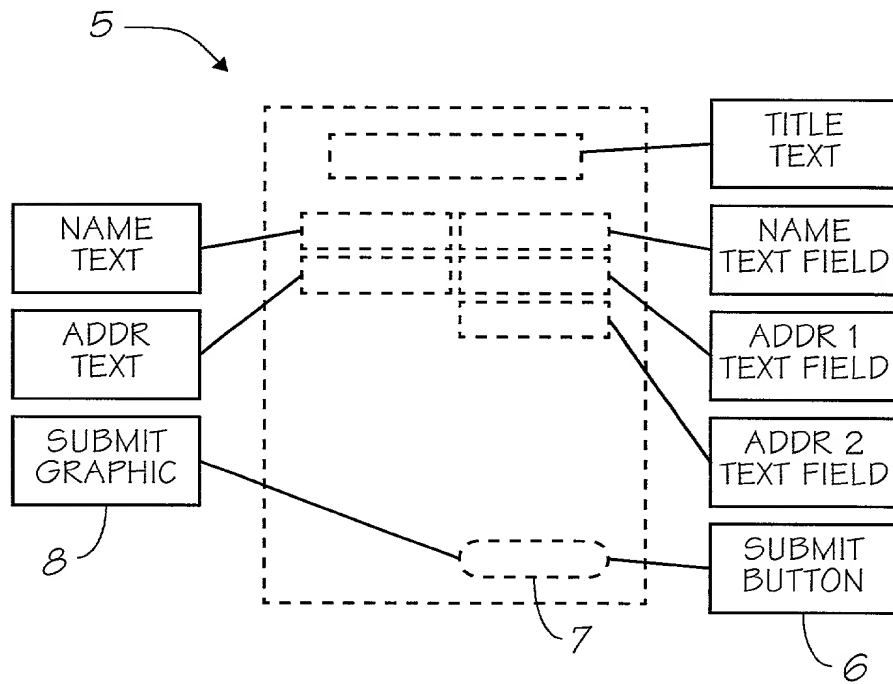 5
TITLE
TEXT
NAME
TEXT
NAME
TEXT FIELD
ADDR
TEXT
ADDR 1
TEXT FIELD
SUBMIT
GRAPHIC
ADDR 2
TEXT FIELD
8
7
SUBMIT
BUTTON
6